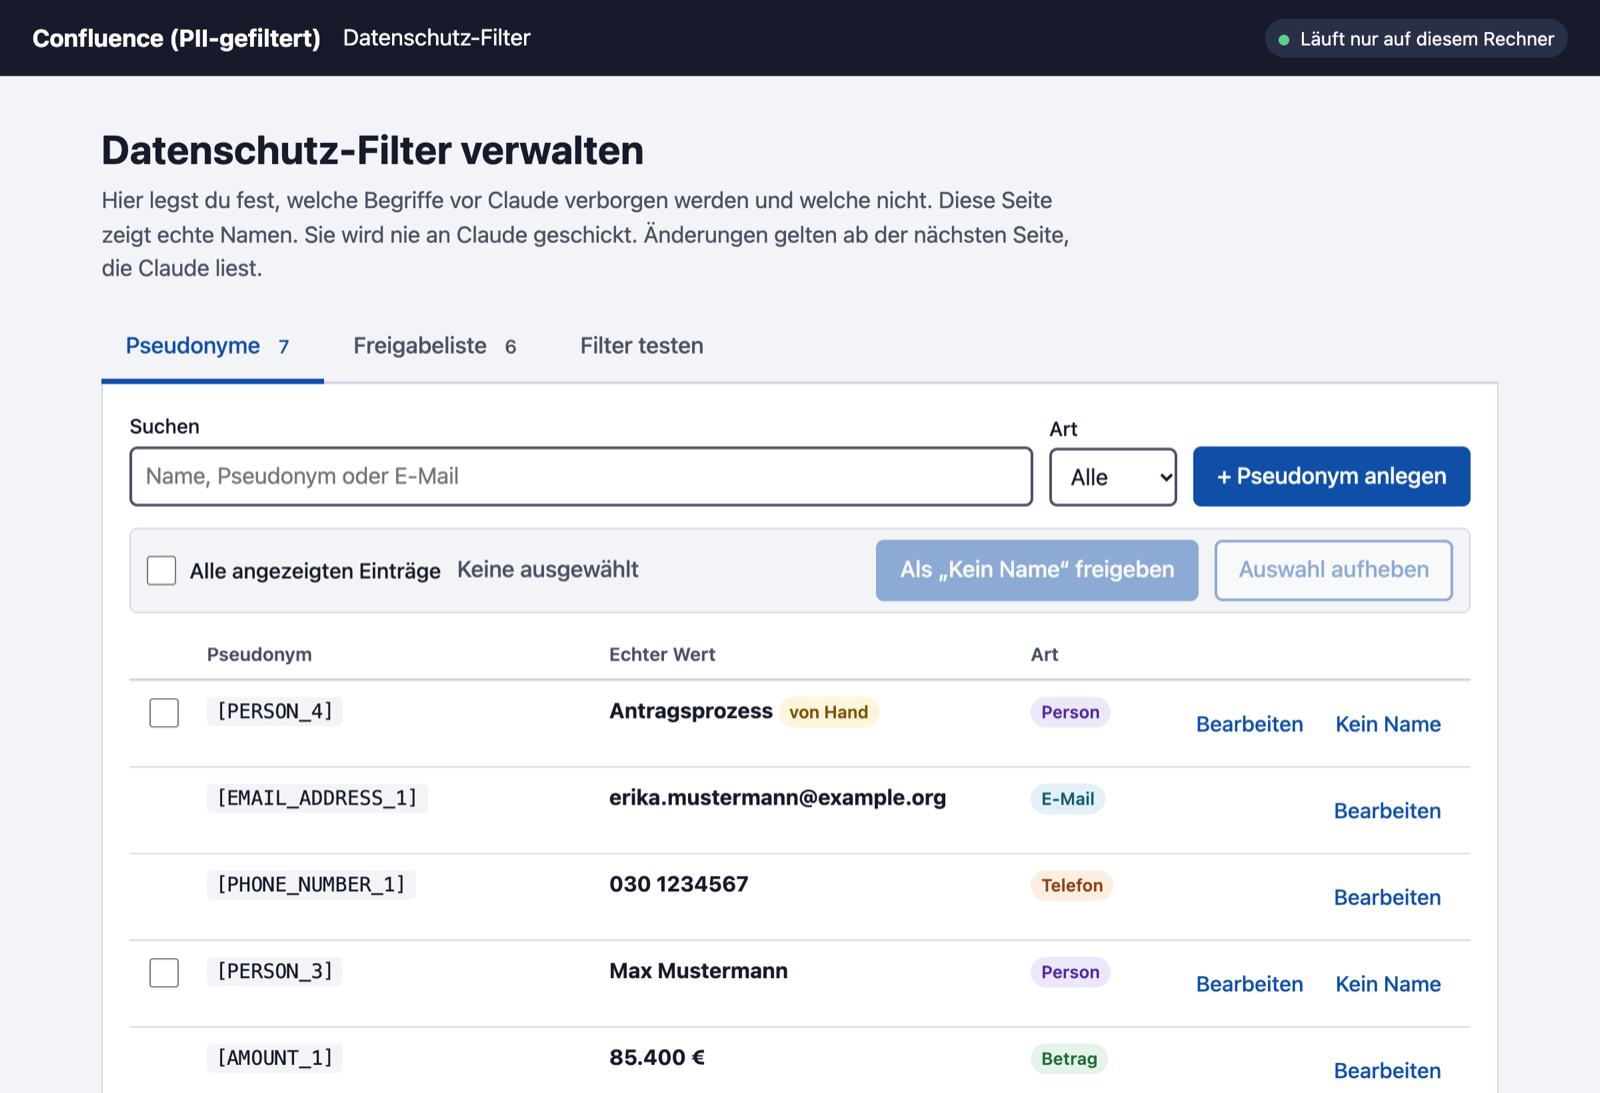 Confluence (PII-gefiltert) Datenschutz-Filter Läuft nur auf diesem Rechner
Datenschutz-Filter verwalten
Hier legst du fest, welche Begriffe vor Claude verborgen werden und welche nicht. Diese Seite
zeigt echte Namen. Sie wird nie an Claude geschickt. Änderungen gelten ab der nächsten Seite,
die Claude liest.
Pseudonyme 7 Freigabeliste 6 Filter testen
Suchen Art
Name, Pseudonym oder E-Mail Alle + Pseudonym anlegen
Alle angezeigten Einträge Keine ausgewählt Als „Kein Name“ freigeben Auswahl aufheben
Pseudonym Echter Wert Art
[PERSON_4] Antragsprozess von Hand Person Bearbeiten Kein Name
[EMAIL_ADDRESS_1] erika.mustermann@example.org E-Mail Bearbeiten
[PHONE_NUMBER_1] 030 1234567 Telefon Bearbeiten
[PERSON_3] Max Mustermann Person Bearbeiten Kein Name
[AMOUNT_1] 85.400 € Betrag Bearbeiten